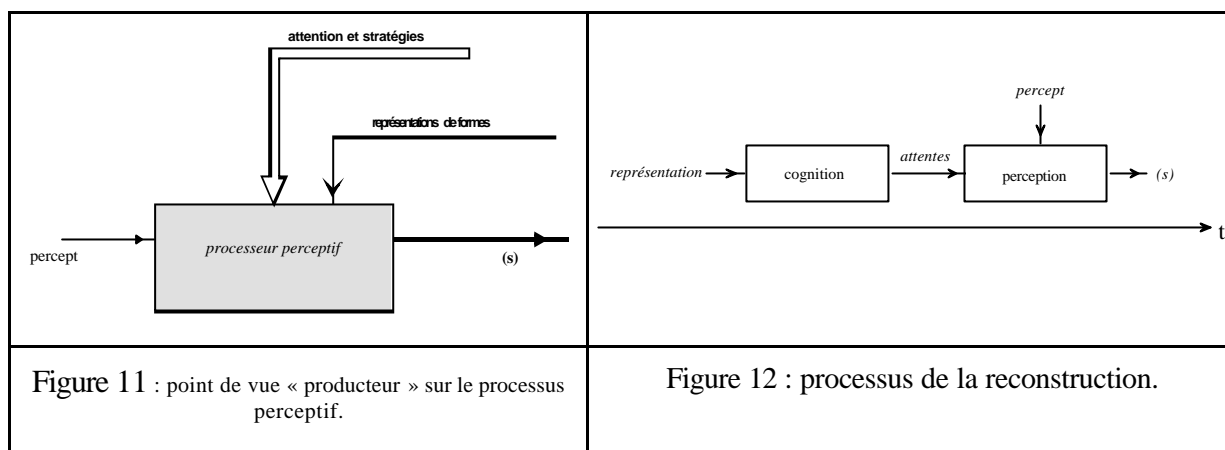 attention et stratégies
représentations de formes
percept
processeur perceptif
(s)
Figure 11 : point de vue « producteur » sur le processus
perceptif.
percept
représentation
cognition
attentes
perception
(s)
t
Figure 12 : processus de la reconstruction.